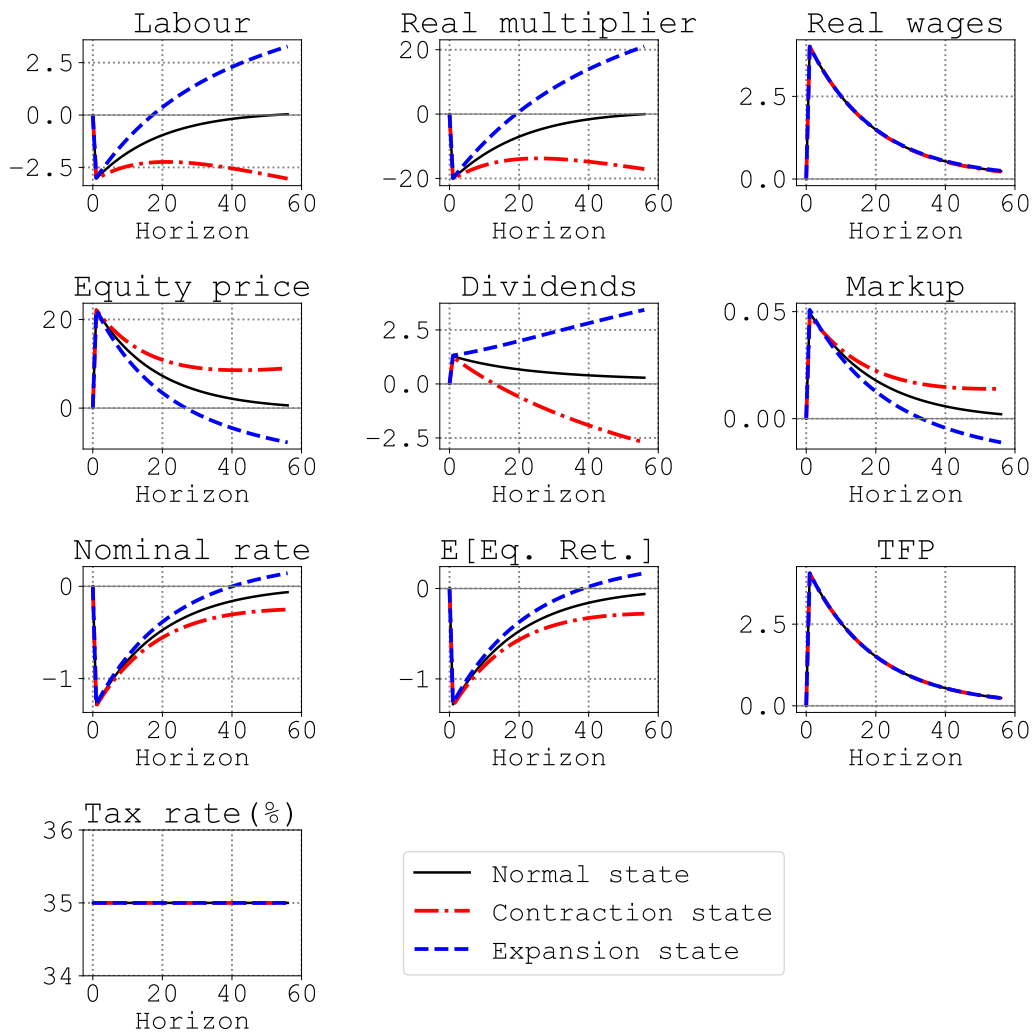 Labour
2.5
0.0
−2.5
0 20 40 60
Horizon
Real multiplier
20
0
−20
0 20 40 60
Horizon
Real wages
2.5
0.0
0 20 40 60
Horizon
Equity price
20
0
0 20 40 60
Horizon
Dividends
2.5
0.0
−2.5
0 20 40 60
Horizon
Markup
0.05
0.00
0 20 40 60
Horizon
Nominal rate
0
−1
0 20 40 60
Horizon
E[Eq. Ret.]
0
−1
0 20 40 60
Horizon
TFP
2.5
0.0
0 20 40 60
Horizon
Tax rate(%)
36
35
34
0 20 40 60
Horizon
Normal state
Contraction state
Expansion state